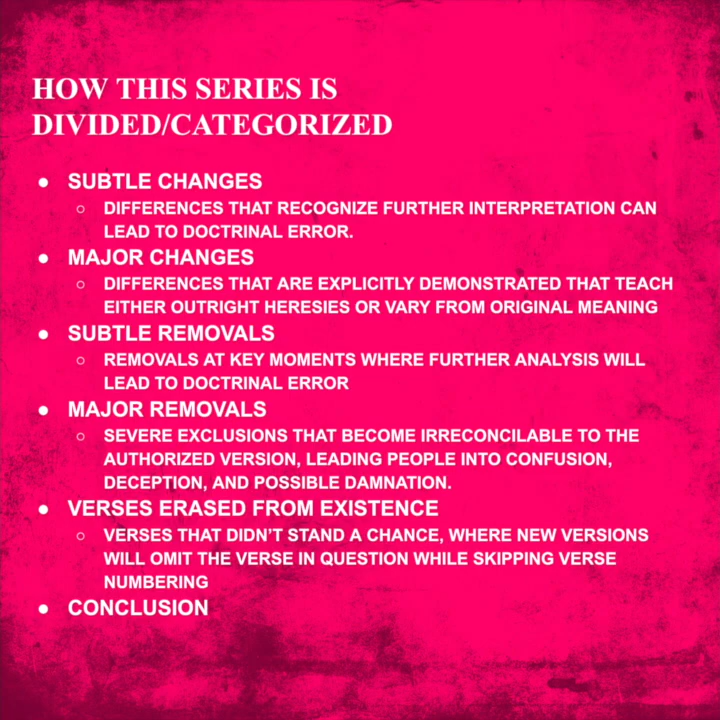 HOW THIS SERIES IS
DIVIDED/CATEGORIZED
● SUBTLE CHANGES
○ DIFFERENCES THAT RECOGNIZE FURTHER INTERPRETATION CAN
LEAD TO DOCTRINAL ERROR.
● MAJOR CHANGES
○ DIFFERENCES THAT ARE EXPLICITLY DEMONSTRATED THAT TEACH
EITHER OUTRIGHT HERESIES OR VARY FROM ORIGINAL MEANING
● SUBTLE REMOVALS
○ REMOVALS AT KEY MOMENTS WHERE FURTHER ANALYSIS WILL
LEAD TO DOCTRINAL ERROR
● MAJOR REMOVALS
○ SEVERE EXCLUSIONS THAT BECOME IRRECONCILABLE TO THE
AUTHORIZED VERSION, LEADING PEOPLE INTO CONFUSION,
DECEPTION, AND POSSIBLE DAMNATION.
● VERSES ERASED FROM EXISTENCE
○ VERSES THAT DIDN'T STAND A CHANCE, WHERE NEW VERSIONS
WILL OMIT THE VERSE IN QUESTION WHILE SKIPPING VERSE
NUMBERING
● CONCLUSION